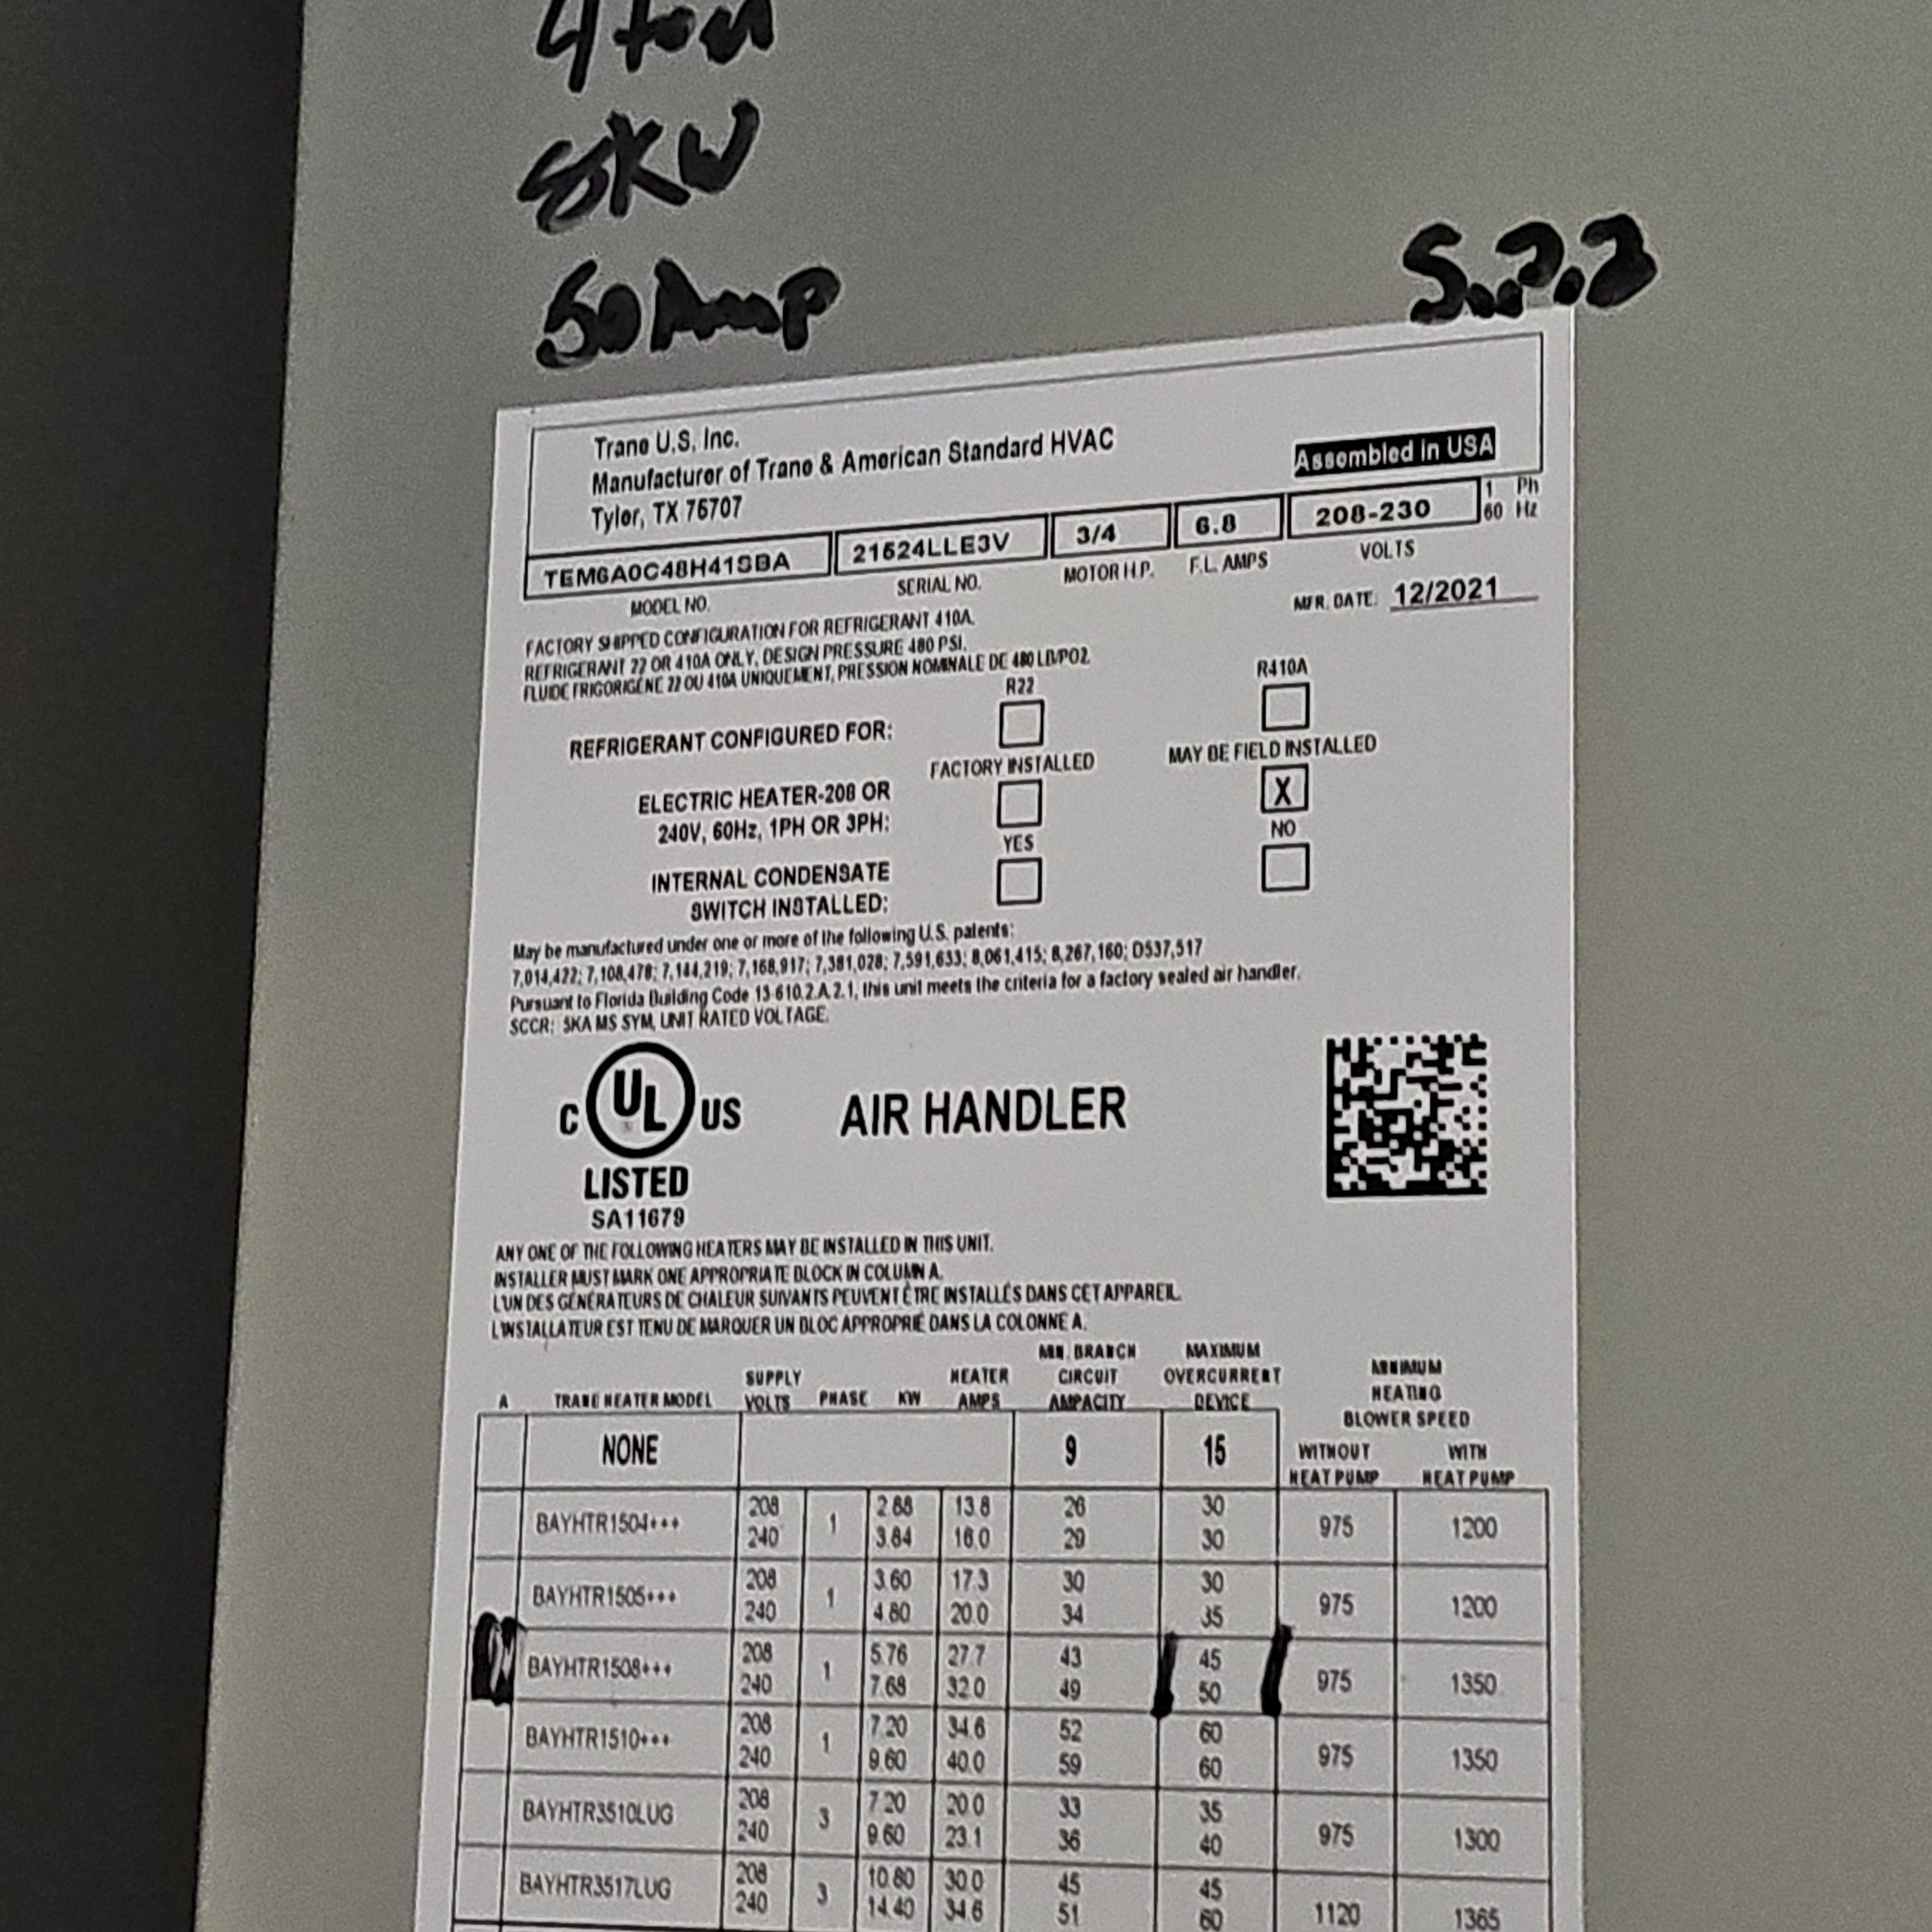 4 ton
8KW
50 Amp
S.2.2
Trane U.S. Inc.
Manufacturer of Trane & American Standard HVAC
Tyler, TX 75707
Assembled in USA
TEM6A0C48H41SBA 21524LLE3V 3/4 6.8 208-230 1 Ph
60 Hz
MODEL NO. SERIAL NO. MOTOR H.P. F.L. AMPS VOLTS
MFR. DATE: 12/2021
FACTORY SHIPPED CONFIGURATION FOR REFRIGERANT 410A.
REFRIGERANT 22 OR 410A ONLY, DESIGN PRESSURE 480 PSI.
FLUIDE FRIGORIGÈNE 22 OU 410A UNIQUEMENT, PRESSION NOMINALE DE 480 LB/PO2.
R22 R410A
REFRIGERANT CONFIGURED FOR:
FACTORY INSTALLED MAY BE FIELD INSTALLED
ELECTRIC HEATER-208 OR
240V, 60Hz, 1PH OR 3PH: X
YES NO
INTERNAL CONDENSATE
SWITCH INSTALLED:
May be manufactured under one or more of the following U.S. patents:
7,014,422; 7,108,478; 7,144,219; 7,168,917; 7,381,028; 7,591,633; 8,061,415; 8,267,160; D537,517
Pursuant to Florida Building Code 13-610.2.A.2.1, this unit meets the criteria for a factory sealed air handler.
SCCR: 5KA MS SYM, UNIT RATED VOLTAGE.
C UL US
LISTED
SA11679
AIR HANDLER
ANY ONE OF THE FOLLOWING HEATERS MAY BE INSTALLED IN THIS UNIT.
INSTALLER MUST MARK ONE APPROPRIATE BLOCK IN COLUMN A.
L'UN DES GÉNÉRATEURS DE CHALEUR SUIVANTS PEUVENT ÊTRE INSTALLÉS DANS CET APPAREIL.
L'INSTALLATEUR EST TENU DE MARQUER UN BLOC APPROPRIÉ DANS LA COLONNE A.
A TRANE HEATER MODEL SUPPLY VOLTS PHASE KW HEATER AMPS MIN. BRANCH CIRCUIT AMPACITY MAXIMUM OVERCURRENT DEVICE MINIMUM HEATING BLOWER SPEED
WITHOUT HEAT PUMP WITH HEAT PUMP
NONE 9 15
BAYHTR1504+++ 208 1 2.88 13.8 26 30 975 1200
240 3.84 16.0 29 30
BAYHTR1505+++ 208 1 3.60 17.3 30 30 975 1200
240 4.80 20.0 34 35
BAYHTR1508+++ 208 1 5.76 27.7 43 45 975 1350
240 7.68 32.0 49 50
BAYHTR1510+++ 208 1 7.20 34.6 52 60 975 1350
240 9.60 40.0 59 60
BAYHTR3510LUG 208 3 7.20 20.0 33 35 975 1300
240 9.60 23.1 36 40
BAYHTR3517LUG 208 3 10.80 30.0 45 45 1120 1365
240 14.40 34.6 51 60